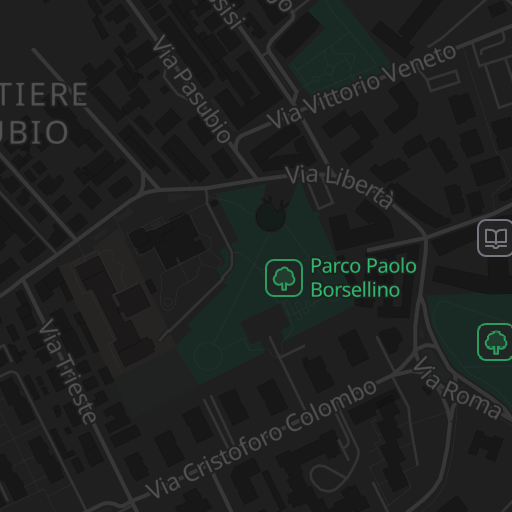 Via Pasubio
Via Vittorio Veneto
TIERE
UBIO
Via Libertà
Parco Paolo
Borsellino
Via Trieste
Via Cristoforo Colombo
Via Roma